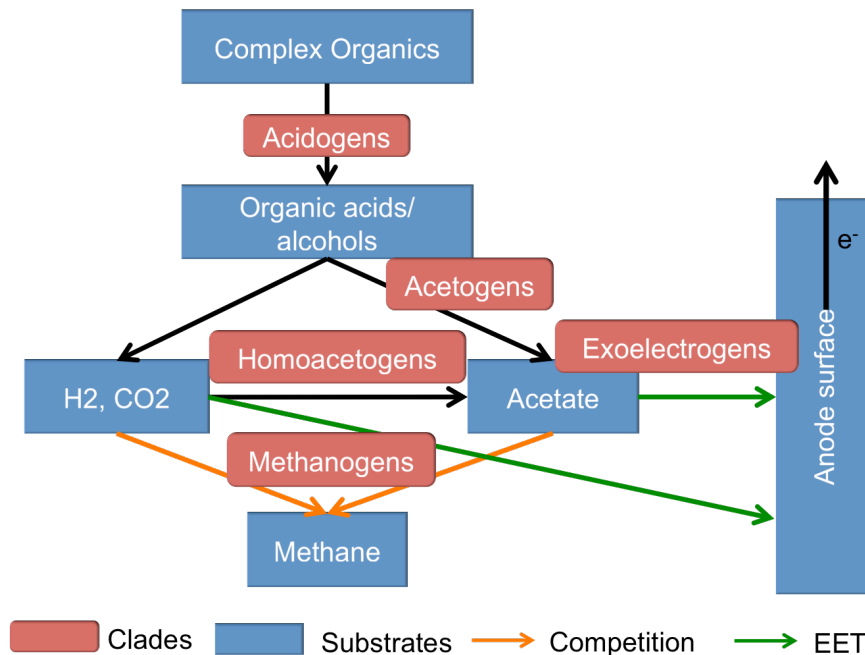 Complex Organics
Acidogens
Organic acids/
alcohols
e-
Acetogens
Homoacetogens
Exoelectrogens
H2, CO2
Acetate
Anode surface
Methanogens
Methane
Clades
Substrates
Competition
EET